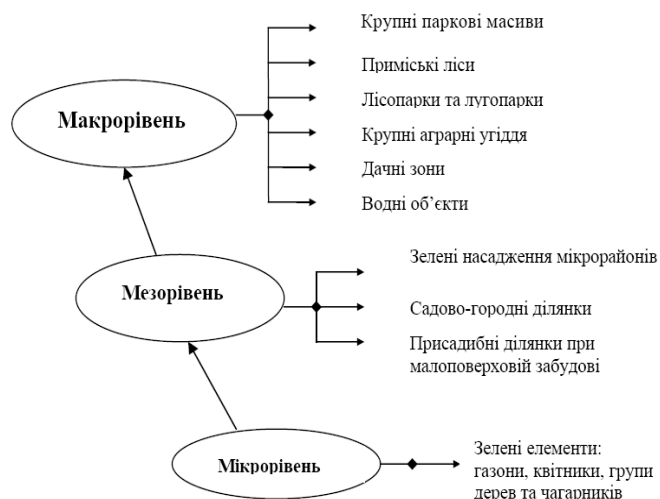 Крупні паркові масиви
Приміські ліси
Макрорівень
Лісопарки та лугопарки
Крупні аграрні угіддя
Дачні зони
Водні об’єкти
Зелені насадження мікрорайонів
Мезорівень
Садово-городні ділянки
Присадибні ділянки при
малоповерховій забудові
Мікрорівень
Зелені елементи:
газони, квітники, групи
дерев та чагарників